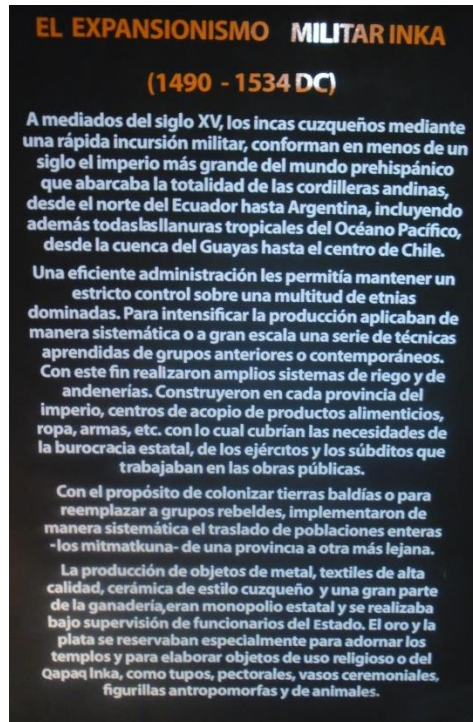 EL EXPANSIONISMO MILITAR INKA
(1490 - 1534 DC)
A mediados del siglo XV, los incas cuzqueños mediante
una rápida incursión militar, conforman en menos de un
siglo el imperio más grande del mundo prehispánico
que abarcaba la totalidad de las cordilleras andinas,
desde el norte del Ecuador hasta Argentina, incluyendo
además todaslasllanuras tropicales del Océano Pacífico,
desde la cuenca del Guayas hasta el centro de Chile.
Una eficiente administración les permitía mantener un
estricto control sobre una multitud de etnias
dominadas. Para intensificar la producción aplicaban de
manera sistemática o a gran escala una serie de técnicas
aprendidas de grupos anteriores o contemporáneos.
Con este fin realizaron amplios sistemas de riego y de
andenerías. Construyeron en cada provincia del
imperio, centros de acopio de productos alimenticios,
ropa, armas, etc. con lo cual cubrían las necesidades de
la burocracia estatal, de los ejércitos y los súbditos que
trabajaban en las obras públicas.
Con el propósito de colonizar tierras baldías o para
reemplazar a grupos rebeldes, implementaron de
manera sistemática el traslado de poblaciones enteras
-los mitmatkuna- de una provincia a otra más lejana.
La producción de objetos de metal, textiles de alta
calidad, cerámica de estilo cuzqueño y una gran parte
de la ganadería,eran monopolio estatal y se realizaba
bajo supervisión de funcionarios del Estado. El oro y la
plata se reservaban especialmente para adornar los
templos y para elaborar objetos de uso religioso o del
Qapaq Inka, como tupos, pectorales, vasos ceremoniales,
figurillas antropomorfas y de animales.